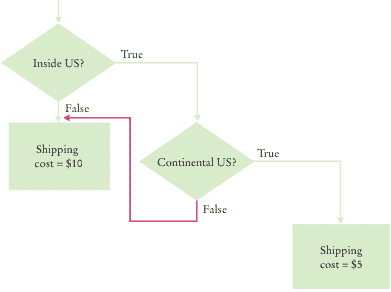 Inside US?
True
False
Shipping
cost = $10
Continental US?
True
False
Shipping
cost = $5